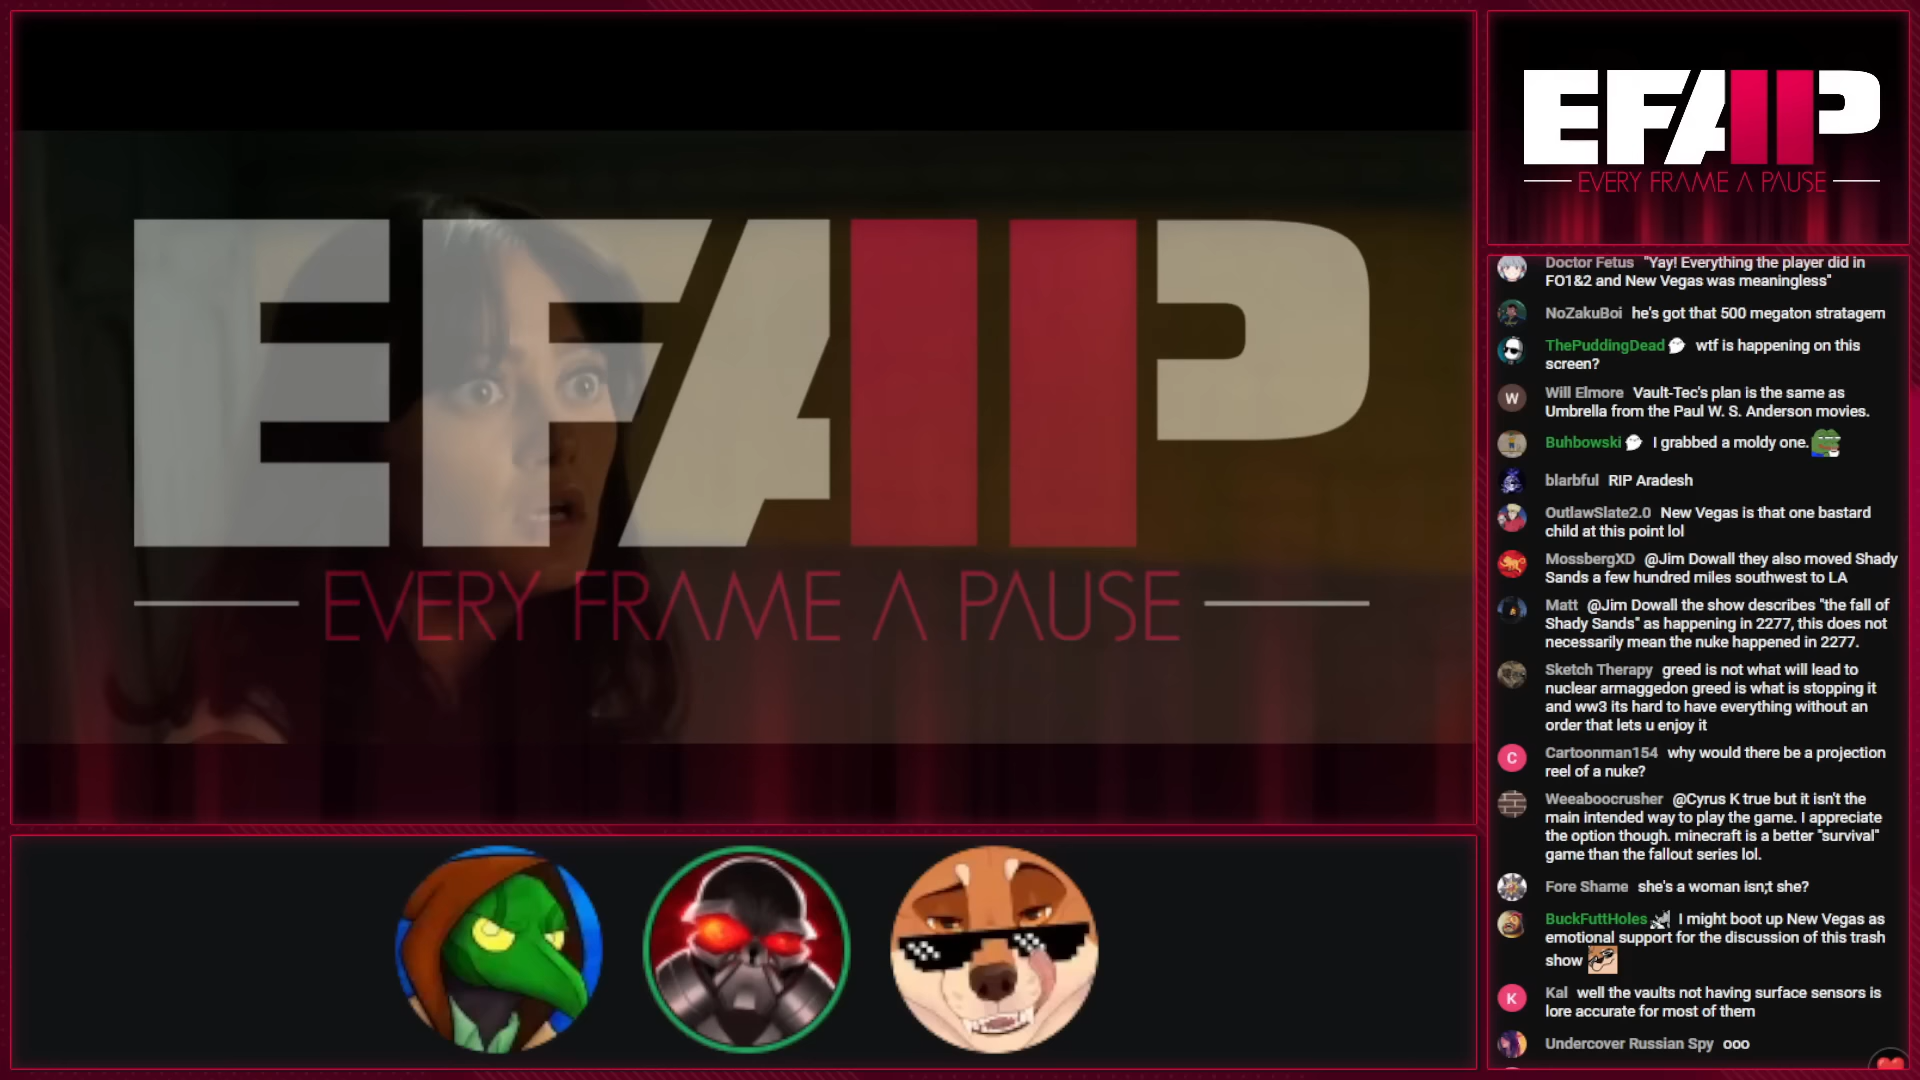 EFAP
EVERY FRAME A PAUSE
EFAP
EVERY FRAME A PAUSE
Doctor Fetus "Yay! Everything the player did in
FO1&2 and New Vegas was meaningless"
NoZakuBoi he's got that 500 megaton stratagem
ThePuddingDead wtf is happening on this
screen?
W
Will Elmore Vault-Tec's plan is the same as
Umbrella from the Paul W. S. Anderson movies.
Buhbowski I grabbed a moldy one.
blarbful RIP Aradesh
OutlawSlate2.0 New Vegas is that one bastard
child at this point lol
MossbergXD @Jim Dowall they also moved Shady
Sands a few hundred miles southwest to LA
Matt @Jim Dowall the show describes "the fall of
Shady Sands" as happening in 2277, this does not
necessarily mean the nuke happened in 2277.
Sketch Therapy greed is not what will lead to
nuclear armaggedon greed is what is stopping it
and ww3 its hard to have everything without an
order that lets u enjoy it
C
Cartoonman154 why would there be a projection
reel of a nuke?
Weeaboocrusher @Cyrus K true but it isn't the
main intended way to play the game. I appreciate
the option though. minecraft is a better "survival"
game than the fallout series lol.
Fore Shame she's a woman isn;t she?
BuckFuttHoles I might boot up New Vegas as
emotional support for the discussion of this trash
show
K
Kal well the vaults not having surface sensors is
lore accurate for most of them
Undercover Russian Spy ooo